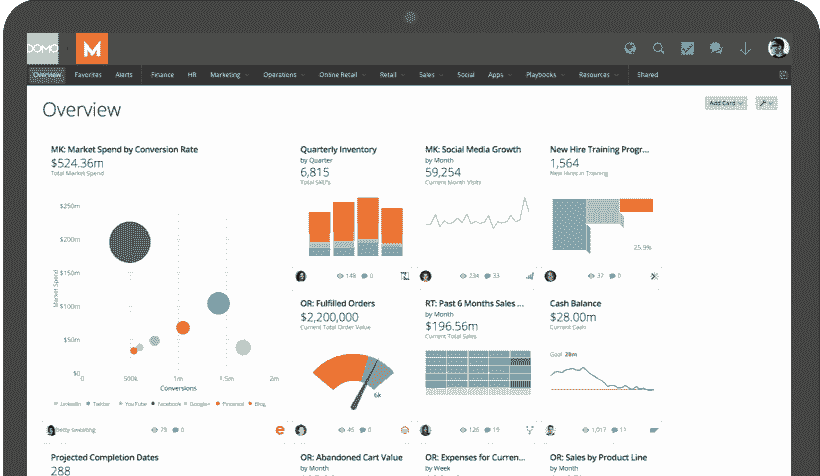 DOMO
M
Overview Favorites Alerts Finance HR Marketing Operations Online Retail Retail Sales Social Apps Playbooks Resources Shared
Overview
Add Card
MK: Market Spend by Conversion Rate
$524.36m
Total Market Spend
$250m
$200m
$150m
$100m
$50m
$0
Market Spend
0 500k 1m 1.5m 2m
Conversions
LinkedIn Twitter YouTube Facebook Google+ Pinterest Blog
Betty Sweating 79 0
Quarterly Inventory
by Quarter
6,815
Total SKU's
148 0
MK: Social Media Growth
by Month
59,254
Current Month Visits
234 33
New Hire Training Progr...
1,564
New Hires in Training
25.9%
37 0
OR: Fulfilled Orders
$2,200,000
Current Total Order Value
6k
45 0
RT: Past 6 Months Sales ...
by Month
$196.56m
Current Total Sales
126 19
Cash Balance
$28.00m
Current Cash
Goal 28m
1,017 11
Projected Completion Dates
288
OR: Abandoned Cart Value
by Month
OR: Expenses for Curren...
by Week
OR: Sales by Product Line
by Month